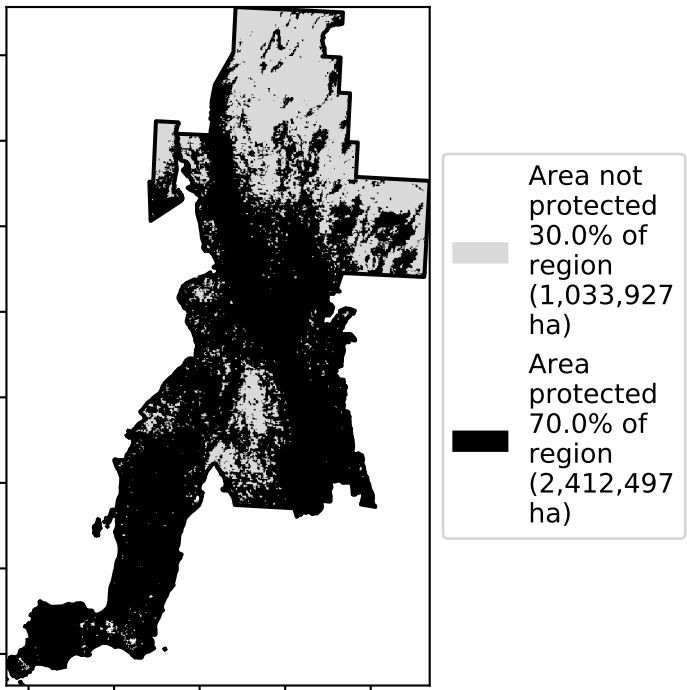 Area not
protected
30.0% of
region
(1,033,927
ha)
Area
protected
70.0% of
region
(2,412,497
ha)